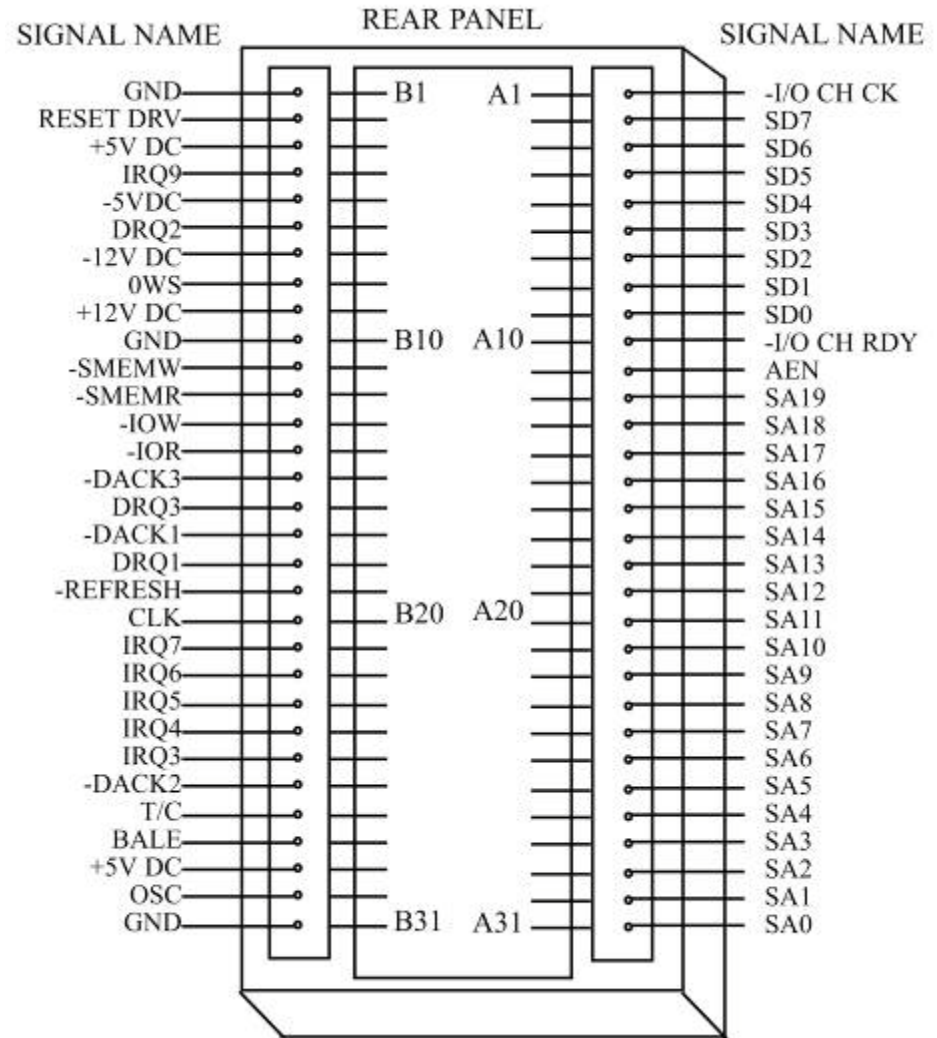 REAR PANEL
SIGNAL NAME SIGNAL NAME
GND B1 A1 -I/O CH CK
RESET DRV SD7
+5V DC SD6
IRQ9 SD5
-5VDC SD4
DRQ2 SD3
-12V DC SD2
0WS SD1
+12V DC SD0
GND B10 A10 -I/O CH RDY
-SMEMW AEN
-SMEMR SA19
-IOW SA18
-IOR SA17
-DACK3 SA16
DRQ3 SA15
-DACK1 SA14
DRQ1 SA13
-REFRESH SA12
CLK B20 A20 SA11
IRQ7 SA10
IRQ6 SA9
IRQ5 SA8
IRQ4 SA7
IRQ3 SA6
-DACK2 SA5
T/C SA4
BALE SA3
+5V DC SA2
OSC SA1
GND B31 A31 SA0